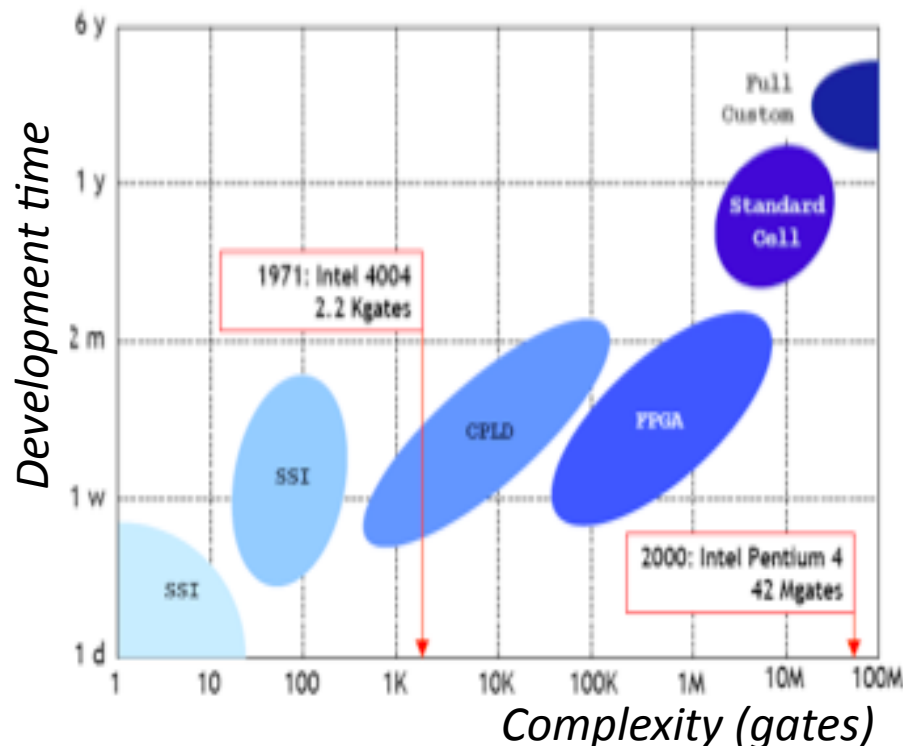 6 y
Development time
Full
Custom
1 y
Standard
Cell
1971: Intel 4004
2.2 Kgates
2 m
CPLD
FPGA
SSI
1 w
2000: Intel Pentium 4
42 Mgates
SSI
1 d
1 10 100 1K 10K 100K 1M 10M 100M
Complexity (gates)